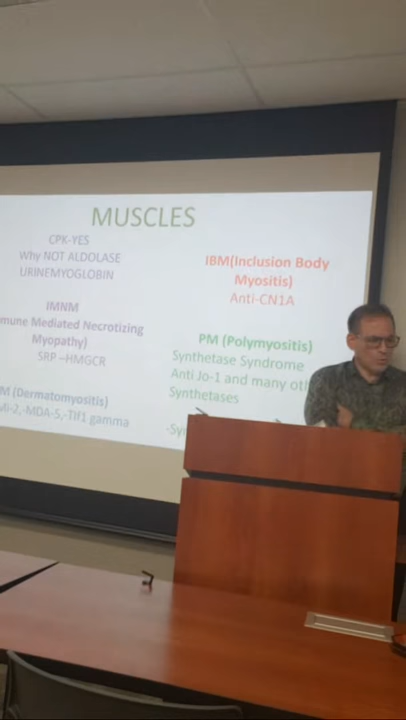 MUSCLES
CPK-YES
Why NOT ALDOLASE
URINEMYOGLOBIN
IMNM
mune Mediated Necrotizing
Myopathy)
SRP –HMGCR
M (Dermatomyositis)
Mi-2,-MDA-5,-Tif1 gamma
IBM(Inclusion Body
Myositis)
Anti-CN1A
PM (Polymyositis)
Synthetase Syndrome
Anti Jo-1 and many ot
Synthetases
-Sy